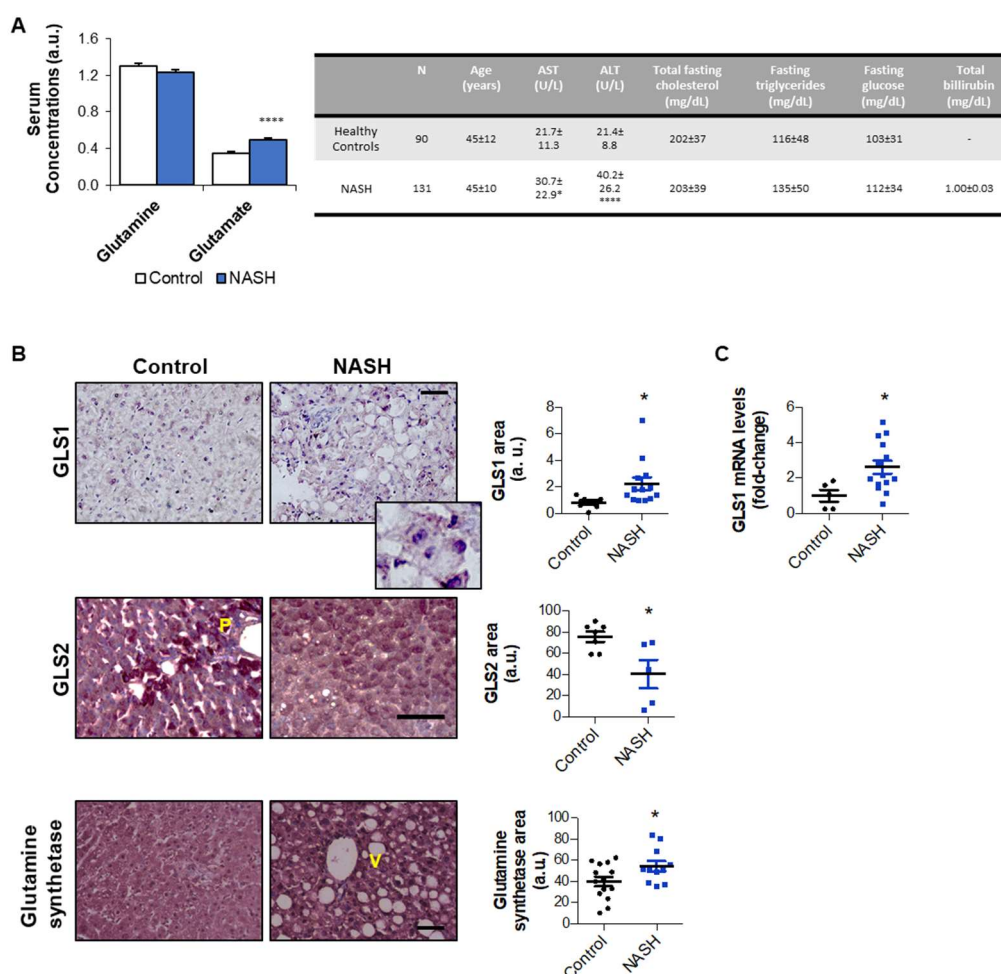 A
Serum
Concentrations (a.u.)
1.6
1.2
0.8
0.4
0.0
****
Glutamine
Glutamate
Control
NASH
N
Age
(years)
AST
(U/L)
ALT
(U/L)
Total fasting
cholesterol
(mg/dL)
Fasting
triglycerides
(mg/dL)
Fasting
glucose
(mg/dL)
Total
billirubin
(mg/dL)
Healthy
Controls
90
45±12
21.7±
11.3
21.4±
8.8
202±37
116±48
103±31
-
NASH
131
45±10
30.7±
22.9*
40.2±
26.2
****
203±39
135±50
112±34
1.00±0.03
B
Control
NASH
GLS1
GLS1 area
(a. u.)
8
6
4
2
0
*
Control
NASH
C
GLS1 mRNA levels
(fold-change)
6
4
2
0
*
Control
NASH
GLS2
P
GLS2 area
(a.u.)
100
80
60
40
20
0
*
Control
NASH
Glutamine
synthetase
V
Glutamine
synthetase area
(a.u.)
100
80
60
40
20
0
*
Control
NASH